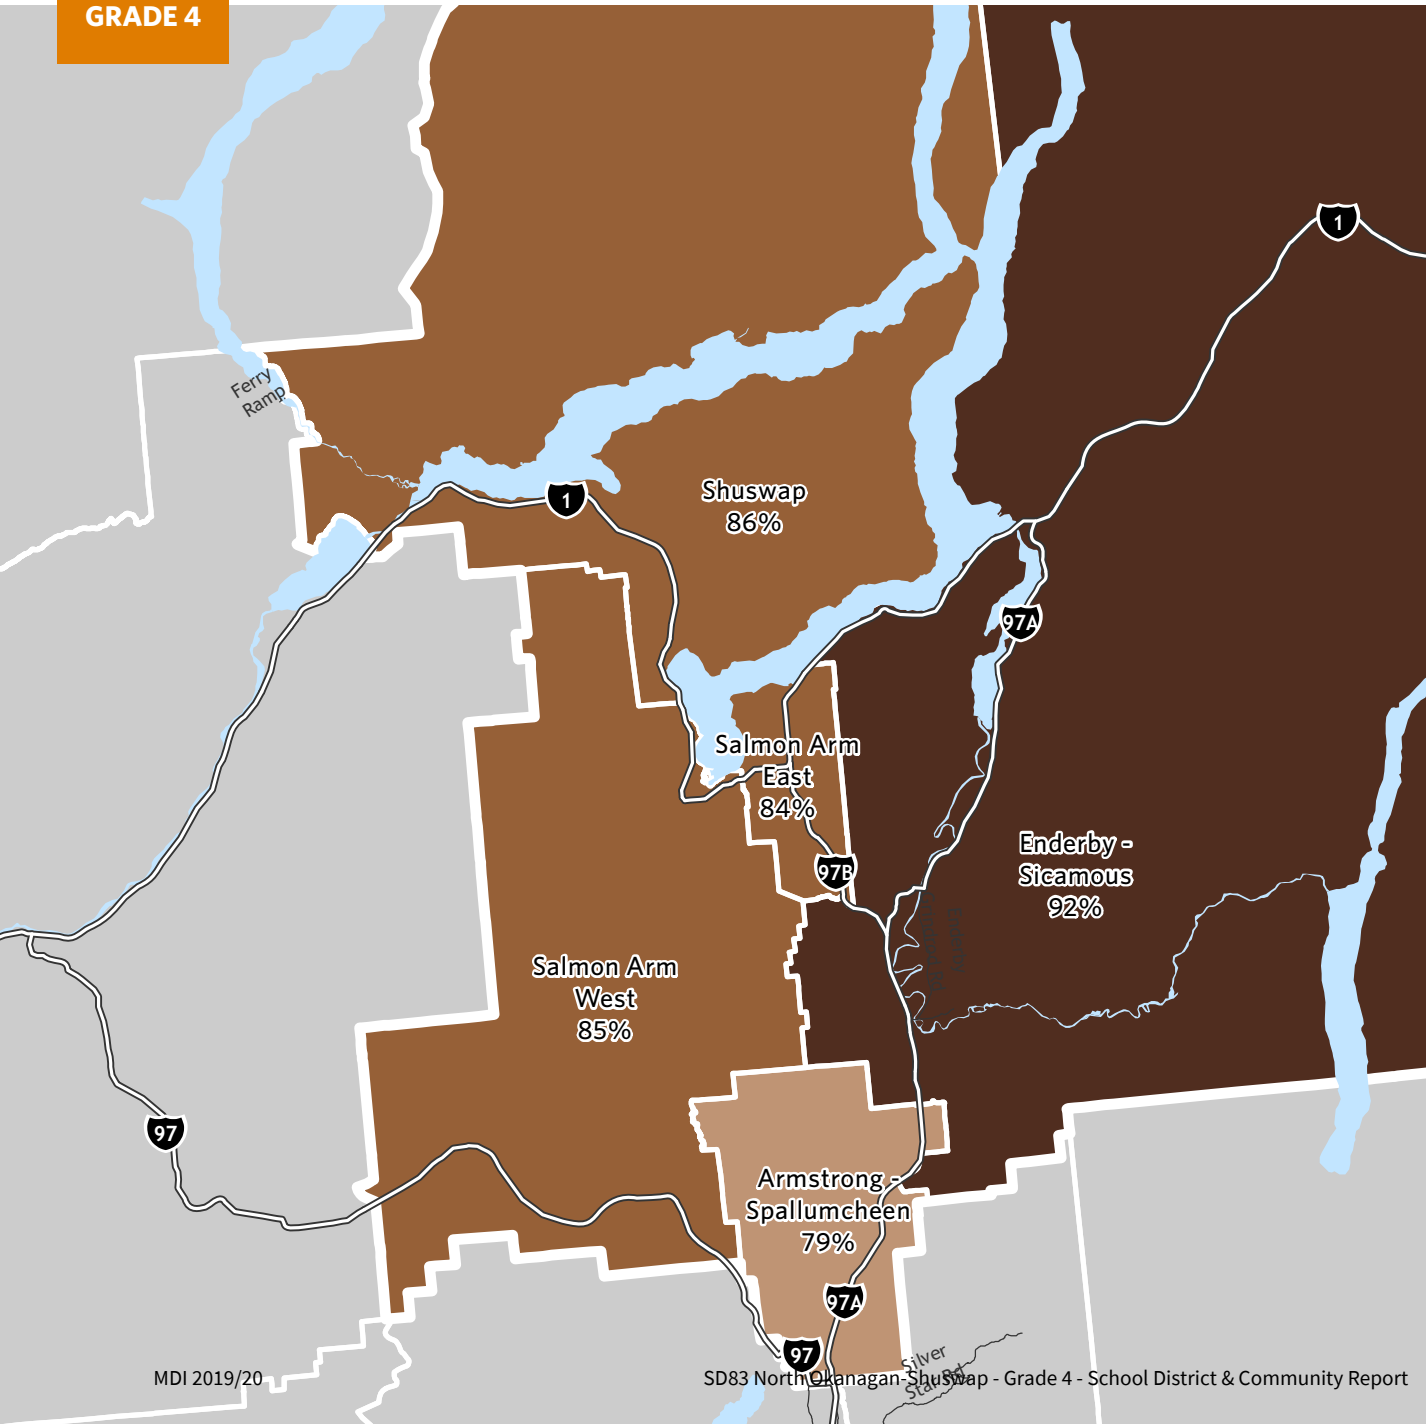 GRADE 4
1
Ferry
Ramp
Shuswap
86%
1
97A
Salmon Arm
East
84%
97B
Enderby -
Sicamous
92%
Salmon Arm
West
85%
97
Armstrong -
Spallumcheen
79%
97A
97
Silver
Star Rd
MDI 2019/20
SD83 North Okanagan-Shuswap - Grade 4 - School District & Community Report